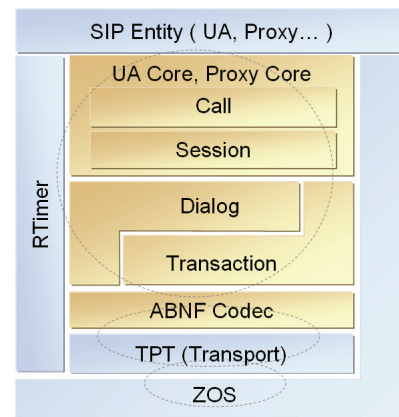 SIP Entity ( UA, Proxy… )
UA Core, Proxy Core
Call
Session
RTimer
Dialog
Transaction
ABNF Codec
TPT (Transport)
ZOS